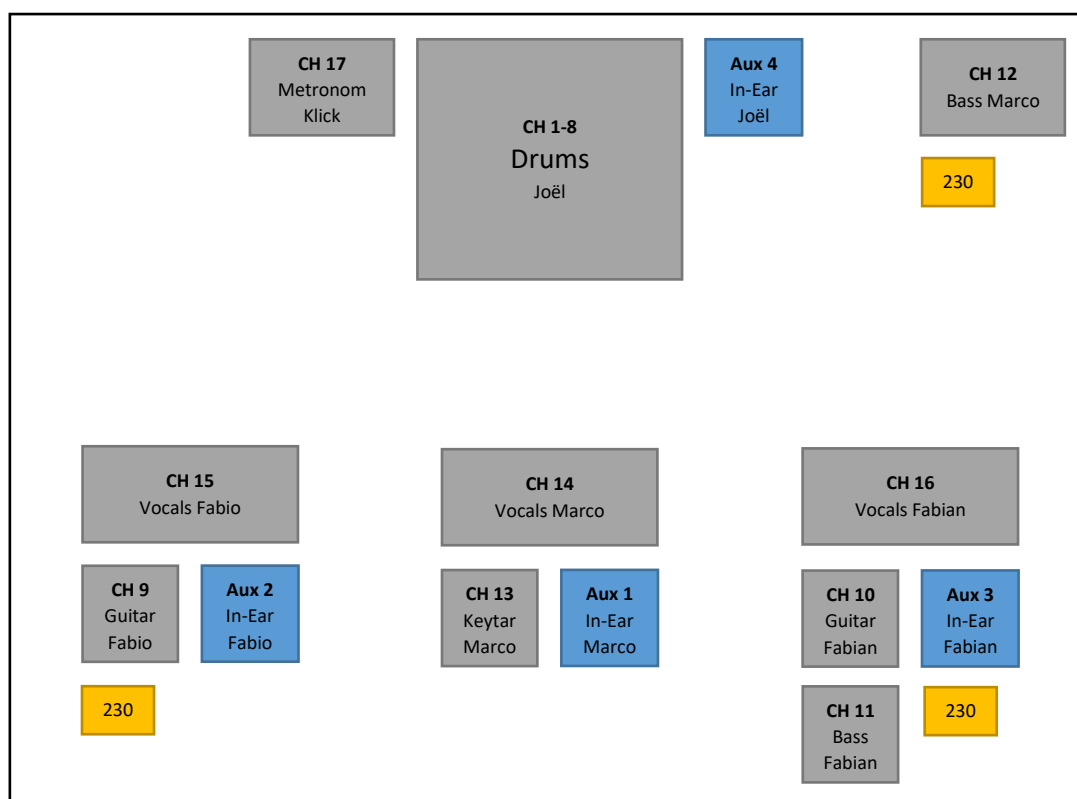 CH 17
Metronom
Klick
CH 1-8
Drums
Joël
Aux 4
In-Ear
Joël
CH 12
Bass Marco
230
CH 15
Vocals Fabio
CH 14
Vocals Marco
CH 16
Vocals Fabian
CH 9
Guitar
Fabio
Aux 2
In-Ear
Fabio
CH 13
Keytar
Marco
Aux 1
In-Ear
Marco
CH 10
Guitar
Fabian
Aux 3
In-Ear
Fabian
230
CH 11
Bass
Fabian
230